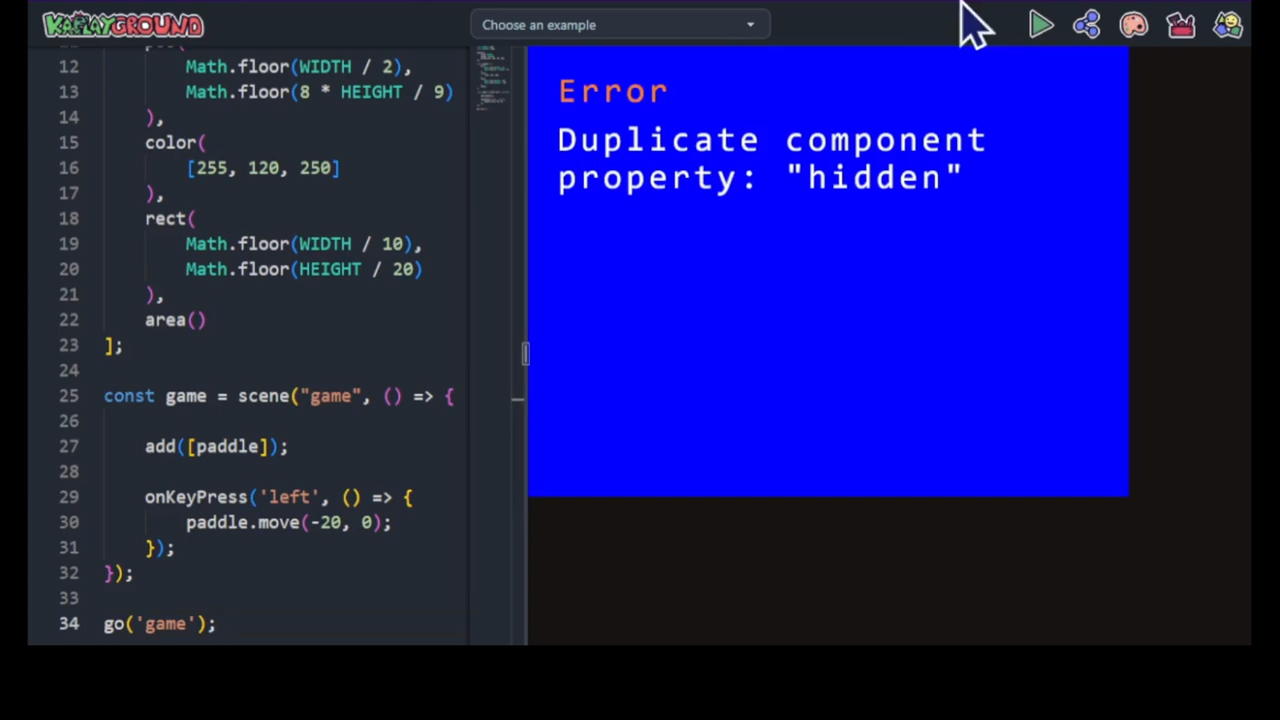 KAPLAYGROUND
Choose an example
12 Math.floor(WIDTH / 2),
13 Math.floor(8 * HEIGHT / 9)
14 ),
15 color(
16 [255, 120, 250]
17 ),
18 rect(
19 Math.floor(WIDTH / 10),
20 Math.floor(HEIGHT / 20)
21 ),
22 area()
23 ];
24
25 const game = scene("game", () => {
26
27 add([paddle]);
28
29 onKeyPress('left', () => {
30 paddle.move(-20, 0);
31 });
32 });
33
34 go('game');
Error
Duplicate component
property: "hidden"